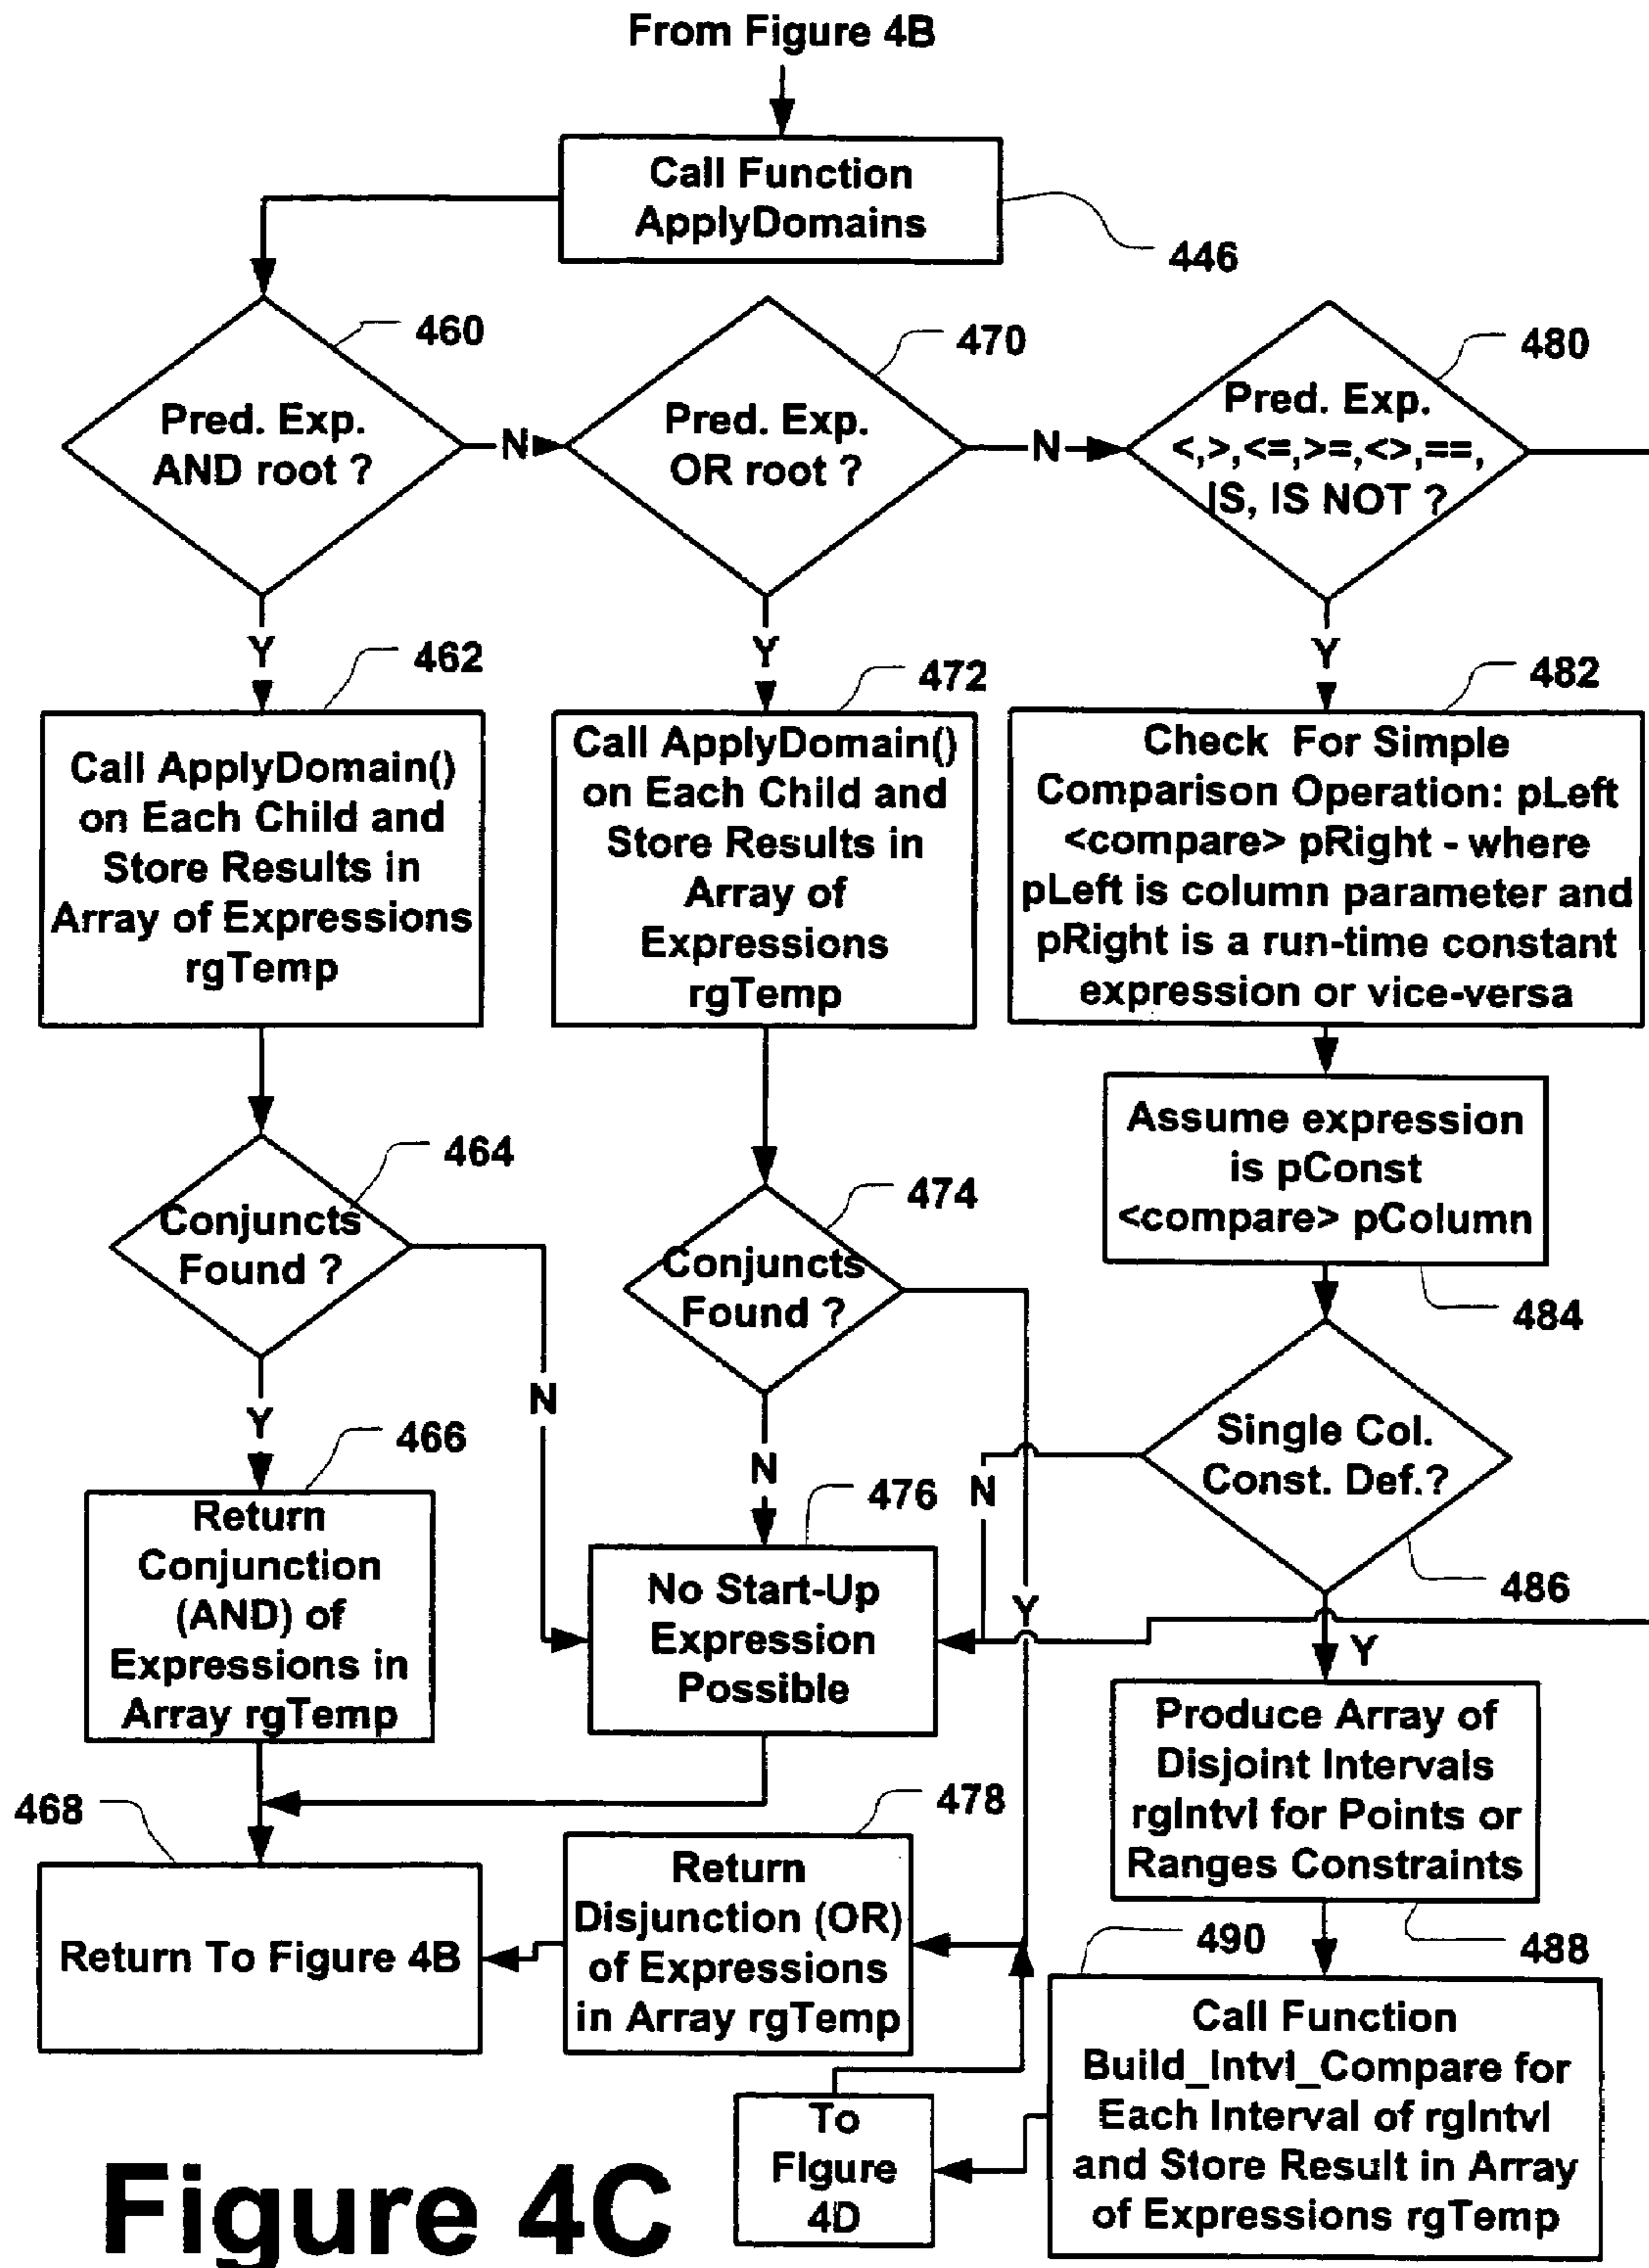 From Figure 4B
Call Function
ApplyDomains
446
460
Pred. Exp.
AND root ?
N
470
Pred. Exp.
OR root ?
N
480
Pred. Exp.
<,>,<=,>=,<>,==,
IS, IS NOT ?
Y
Y
Y
462
Call ApplyDomain()
on Each Child and
Store Results in
Array of Expressions
rgTemp
472
Call ApplyDomain()
on Each Child and
Store Results in
Array of
Expressions
rgTemp
482
Check For Simple
Comparison Operation: pLeft
<compare> pRight - where
pLeft is column parameter and
pRight is a run-time constant
expression or vice-versa
Assume expression
is pConst
<compare> pColumn
484
464
Conjuncts
Found ?
N
Y
474
Conjuncts
Found ?
N
Y
Single Col.
Const. Def.?
N
486
Y
466
Return
Conjunction
(AND) of
Expressions in
Array rgTemp
476
No Start-Up
Expression
Possible
Produce Array of
Disjoint Intervals
rgIntvl for Points or
Ranges Constraints
488
468
Return To Figure 4B
478
Return
Disjunction (OR)
of Expressions
in Array rgTemp
490
Call Function
Build_Intvl_Compare for
Each Interval of rgIntvl
and Store Result in Array
of Expressions rgTemp
To
Figure
4D
Figure 4C